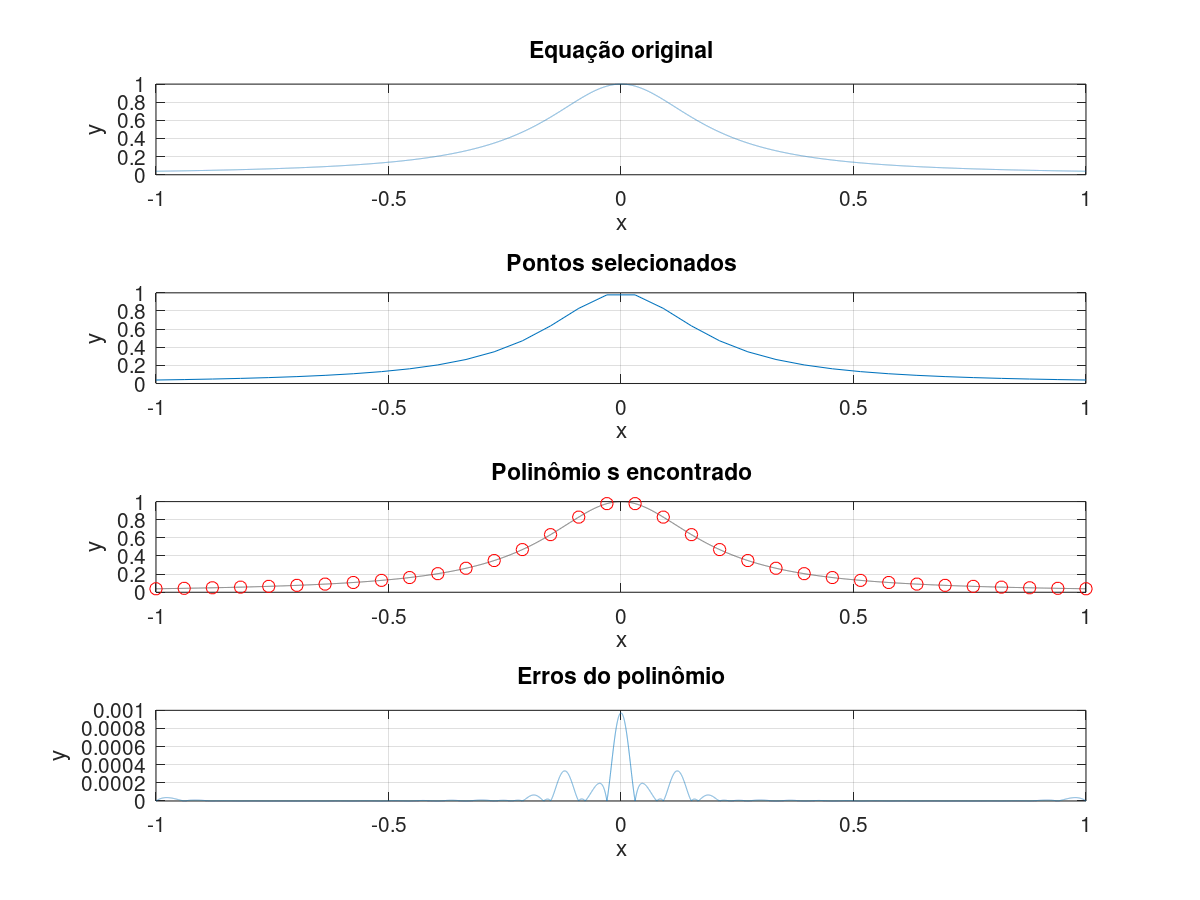 Equação original
1
0.8
0.6
0.4
0.2
0
y
-1 -0.5 0 0.5 1
x
Pontos selecionados
1
0.8
0.6
0.4
0.2
0
y
-1 -0.5 0 0.5 1
x
Polinômio s encontrado
1
0.8
0.6
0.4
0.2
0
y
-1 -0.5 0 0.5 1
x
Erros do polinômio
0.001
0.0008
0.0006
0.0004
0.0002
0
y
-1 -0.5 0 0.5 1
x